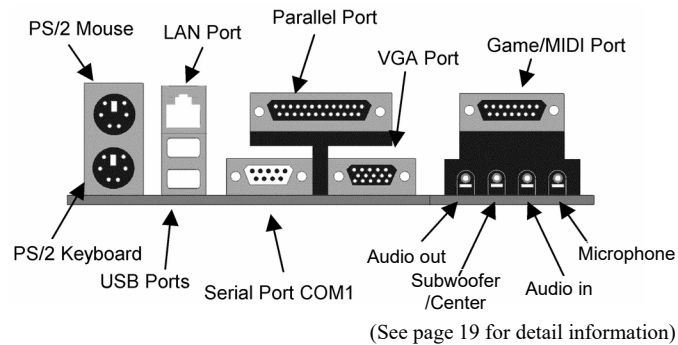 PS/2 Mouse
LAN Port
Parallel Port
VGA Port
Game/MIDI Port
PS/2 Keyboard
USB Ports
Serial Port COM1
Audio out
Subwoofer
/Center
Audio in
Microphone
(See page 19 for detail information)